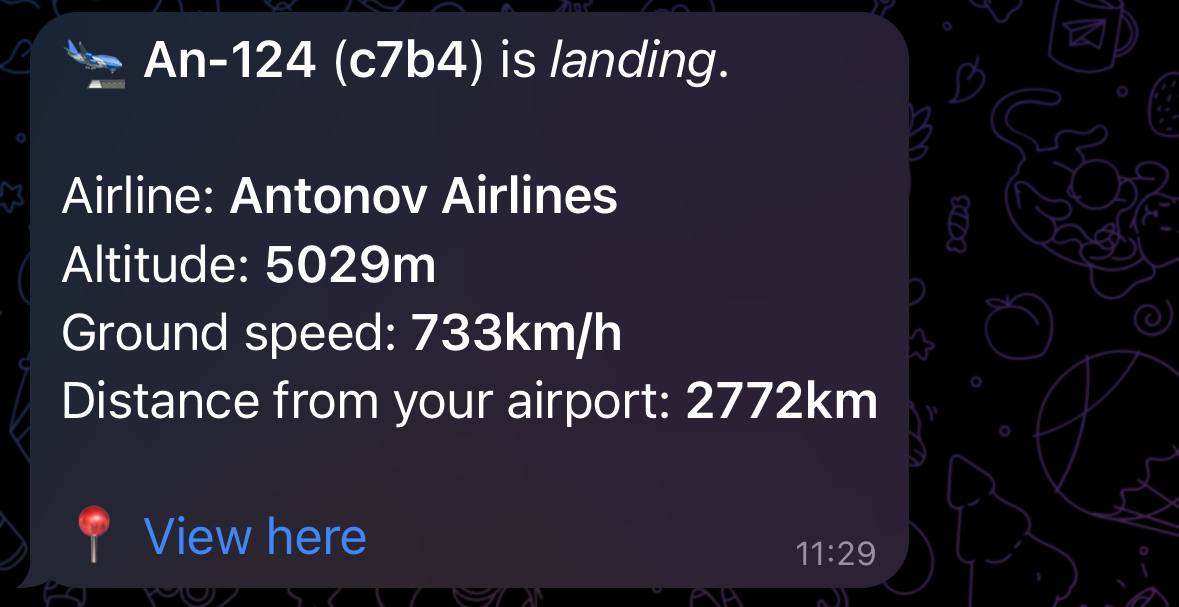 🛬 An-124 (c7b4) is landing.
Airline: Antonov Airlines
Altitude: 5029m
Ground speed: 733km/h
Distance from your airport: 2772km
📍 View here
11:29